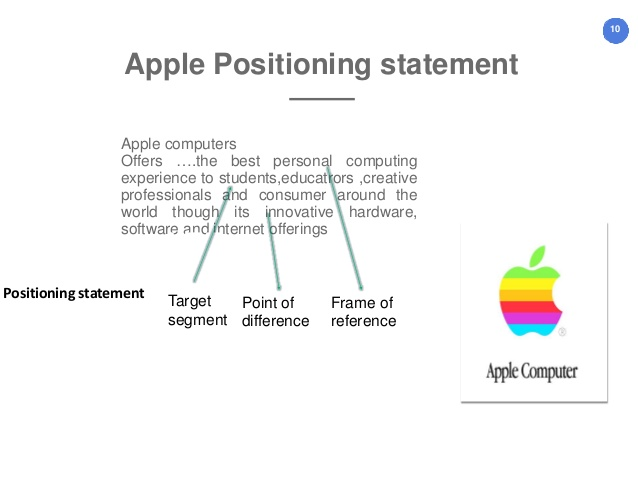 10
Apple Positioning statement
Apple computers
Offers ….the best personal computing
experience to students,educatrors ,creative
professionals and consumer around the
world though its innovative hardware,
software and internet offerings
Positioning statement
Target
segment
Point of
difference
Frame of
reference
®
Apple Computer